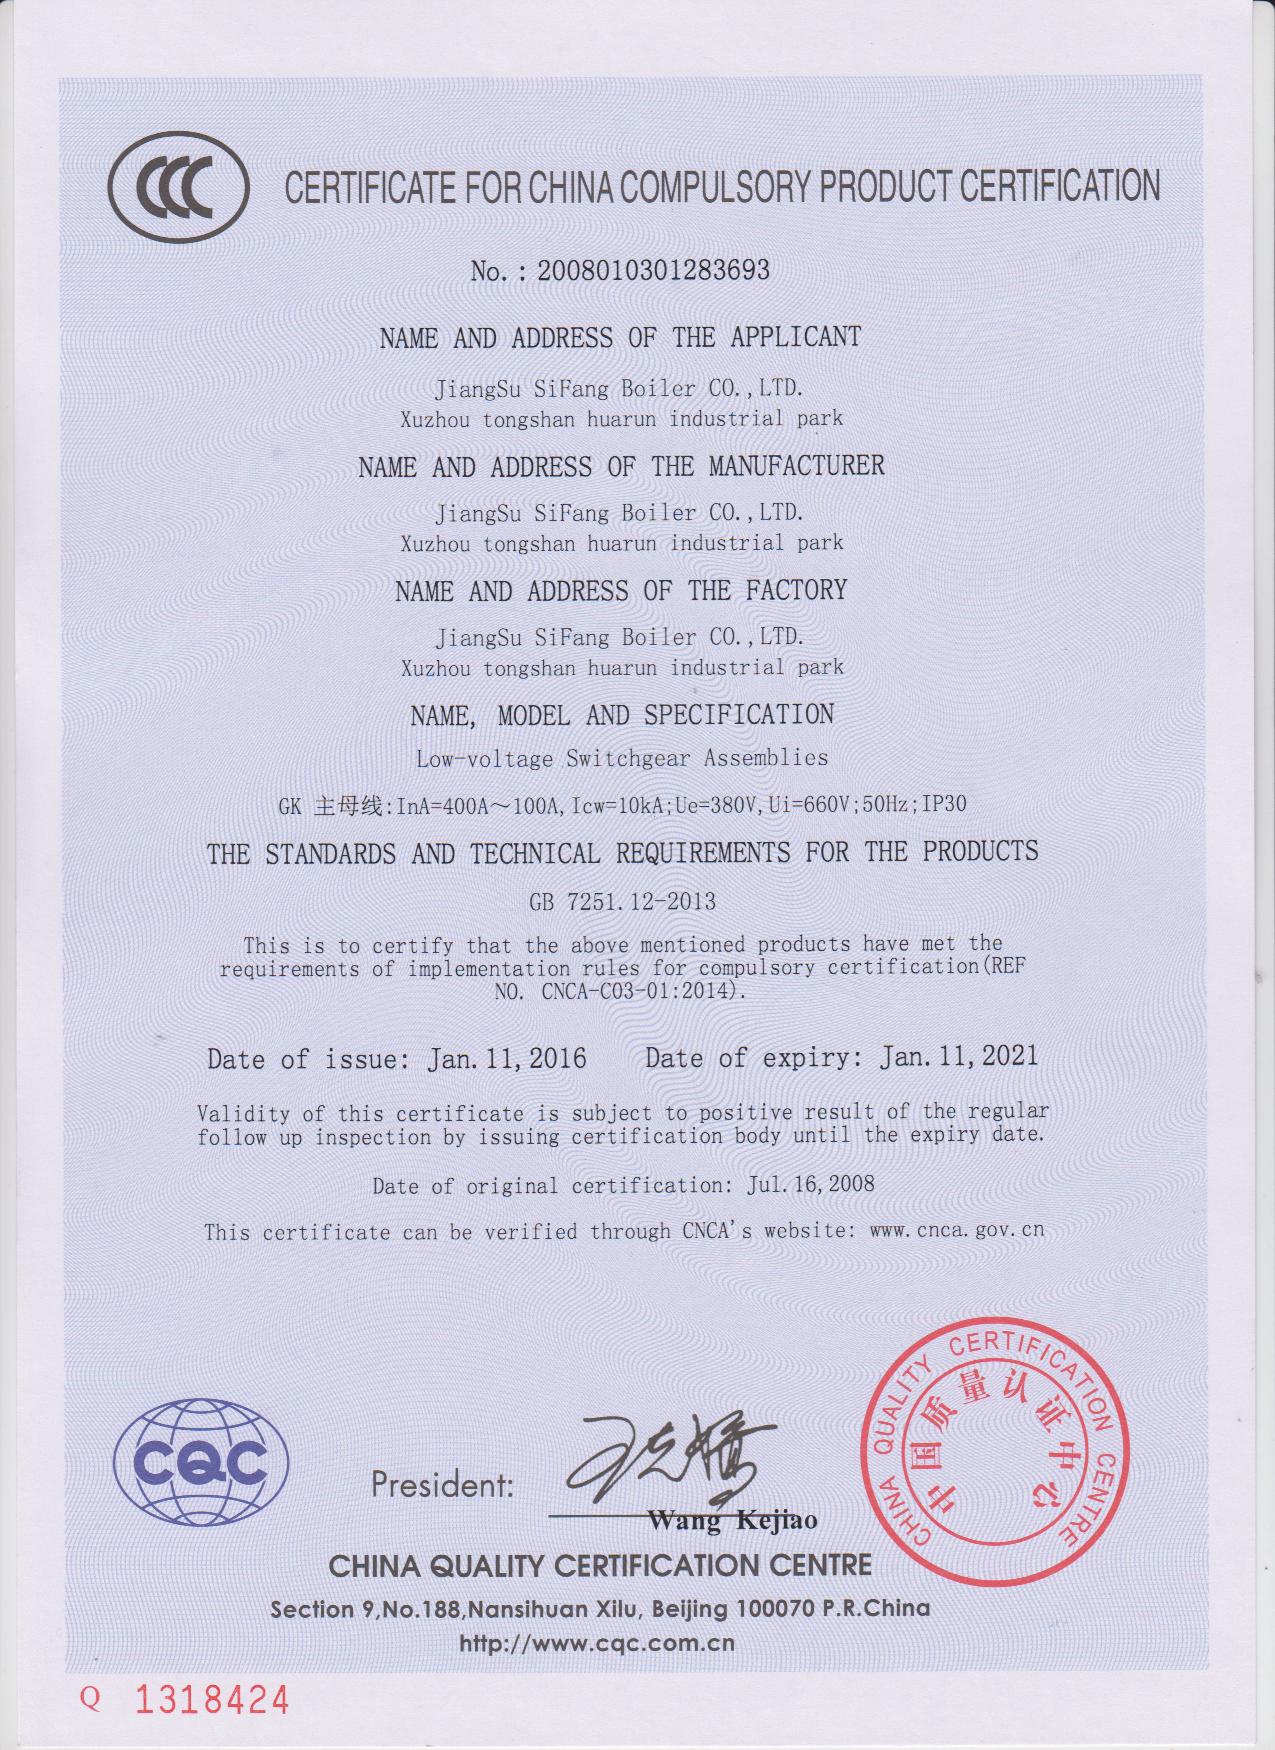 CERTIFICATE FOR CHINA COMPULSORY PRODUCT CERTIFICATION
No.: 2008010301283693
NAME AND ADDRESS OF THE APPLICANT
JiangSu SiFang Boiler CO.,LTD.
Xuzhou tongshan huarun industrial park
NAME AND ADDRESS OF THE MANUFACTURER
JiangSu SiFang Boiler CO.,LTD.
Xuzhou tongshan huarun industrial park
NAME AND ADDRESS OF THE FACTORY
JiangSu SiFang Boiler CO.,LTD.
Xuzhou tongshan huarun industrial park
NAME, MODEL AND SPECIFICATION
Low-voltage Switchgear Assemblies
GK 主母线:InA=400A～100A,Icw=10kA;Ue=380V,Ui=660V;50Hz;IP30
THE STANDARDS AND TECHNICAL REQUIREMENTS FOR THE PRODUCTS
GB 7251.12-2013
This is to certify that the above mentioned products have met the
requirements of implementation rules for compulsory certification(REF
NO. CNCA-C03-01:2014).
Date of issue: Jan.11,2016 Date of expiry: Jan.11,2021
Validity of this certificate is subject to positive result of the regular
follow up inspection by issuing certification body until the expiry date.
Date of original certification: Jul.16,2008
This certificate can be verified through CNCA's website: www.cnca.gov.cn
CHINA QUALITY CERTIFICATION CENTRE
中国质量认证中心
CQC
President:
Wang Kejiao
CHINA QUALITY CERTIFICATION CENTRE
Section 9,No.188,Nansihuan Xilu, Beijing 100070 P.R.China
http://www.cqc.com.cn
Q 1318424